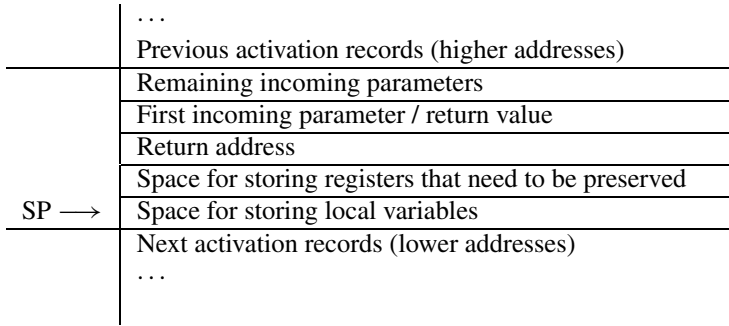 ...
Previous activation records (higher addresses)
Remaining incoming parameters
First incoming parameter / return value
Return address
Space for storing registers that need to be preserved
SP → Space for storing local variables
Next activation records (lower addresses)
...